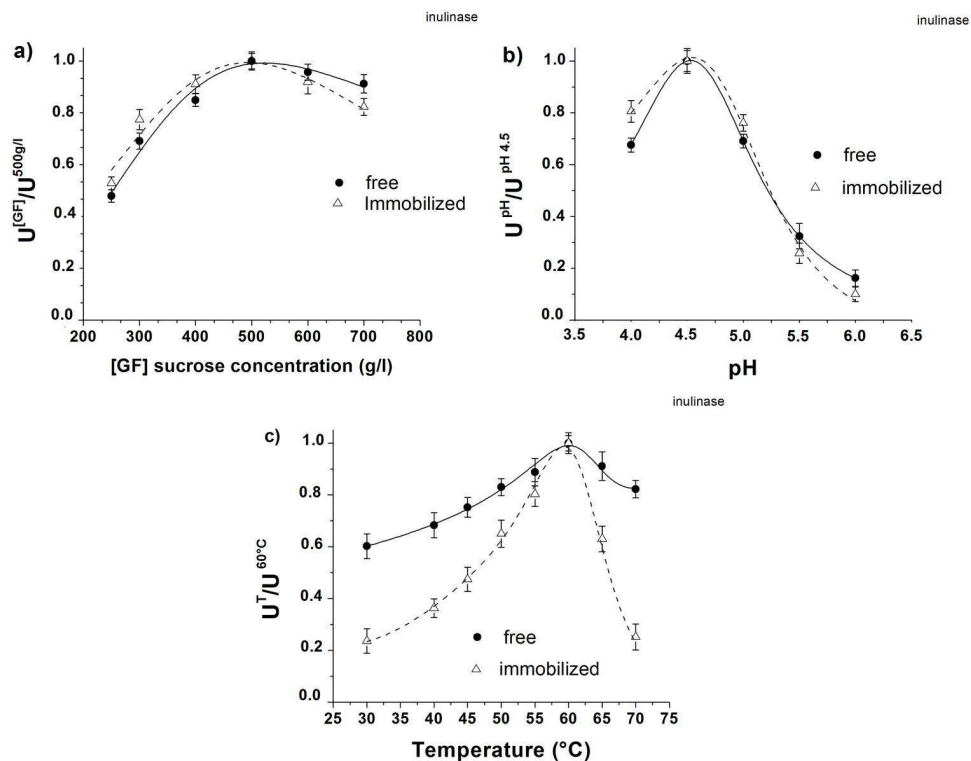 inulinase
a)
U[GF]/U500g/l
1.0
0.8
0.6
0.4
0.2
0.0
free
Immobilized
200 300 400 500 600 700 800
[GF] sucrose concentration (g/l)
inulinase
b)
U pH/U pH 4.5
1.0
0.8
0.6
0.4
0.2
0.0
free
immobilized
3.5 4.0 4.5 5.0 5.5 6.0 6.5
pH
inulinase
c)
UT/U60°C
1.0
0.8
0.6
0.4
0.2
0.0
free
immobilized
25 30 35 40 45 50 55 60 65 70 75
Temperature (°C)